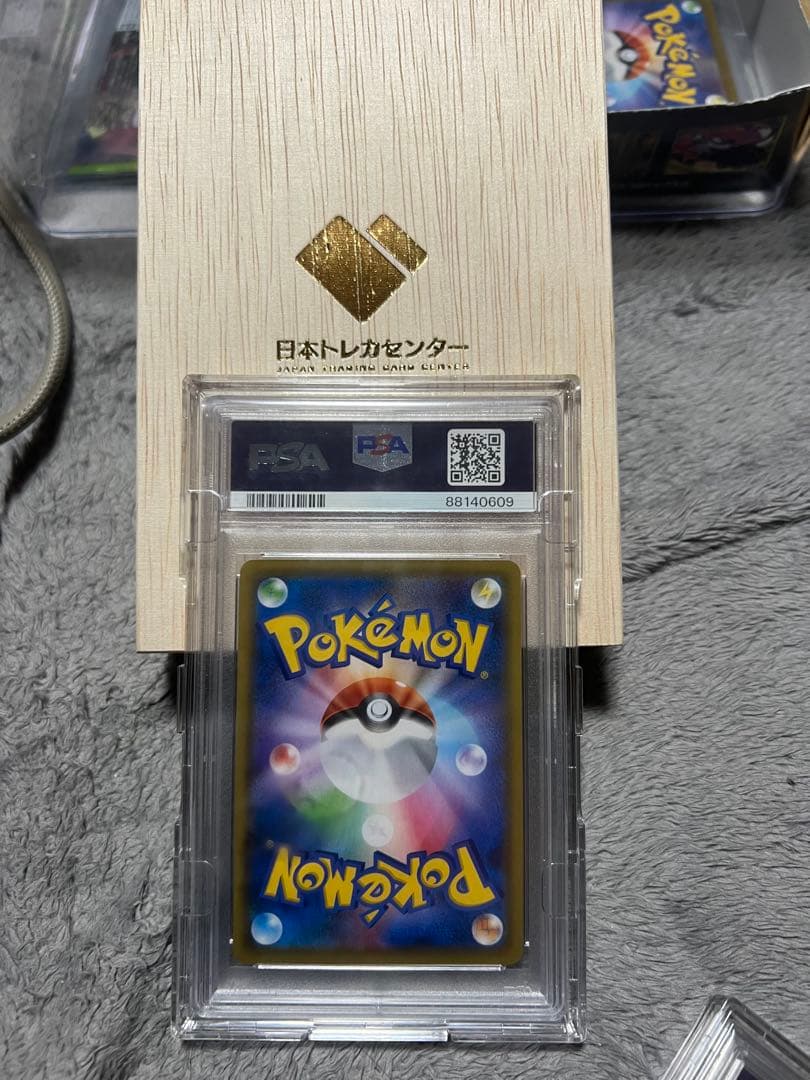 POKéMON
日本トレカセンター
JAPAN TRADING CARD CENTER
PSA PSA
88140609
POKéMON
POKéMON